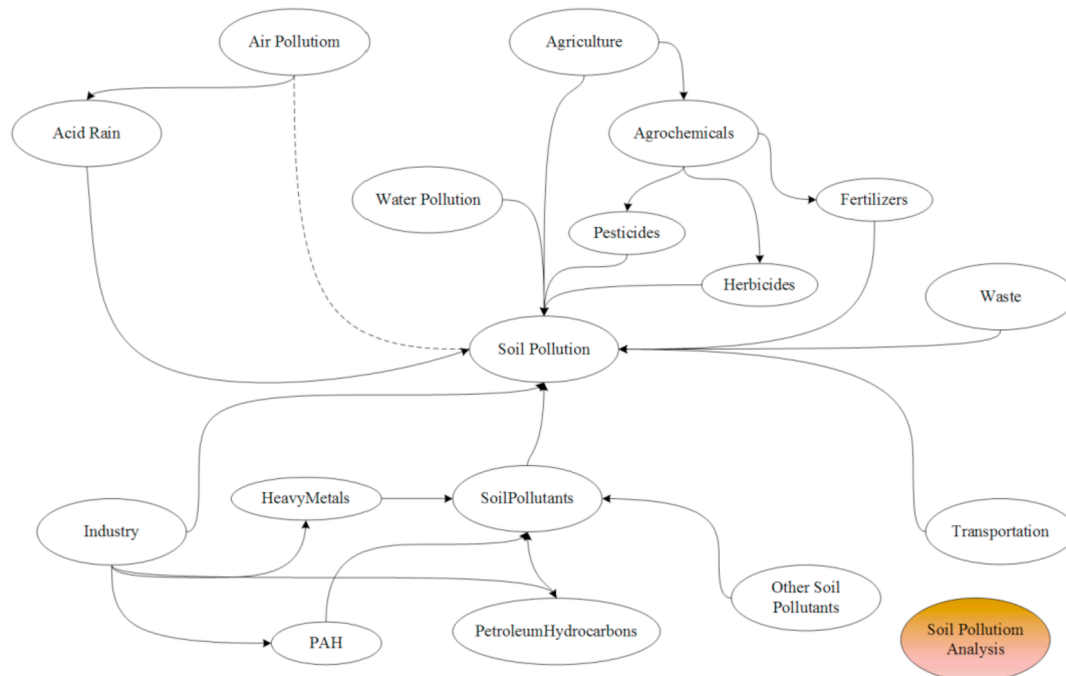 Air Pollutiom
Agriculture
Acid Rain
Agrochemicals
Water Pollution
Fertilizers
Pesticides
Herbicides
Waste
Soil Pollution
HeavyMetals
SoilPollutants
Industry
Transportation
Other Soil
Pollutants
PAH
PetroleumHydrocarbons
Soil Pollutiom
Analysis